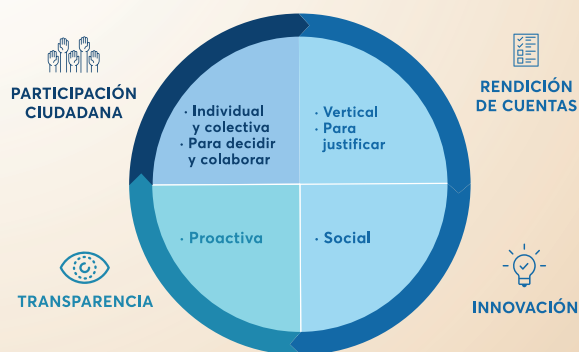 PARTICIPACIÓN
CIUDADANA
· Individual
y colectiva
· Para decidir
y colaborar
· Vertical
· Para
justificar
RENDICIÓN
DE CUENTAS
TRANSPARENCIA
· Proactiva
· Social
INNOVACIÓN